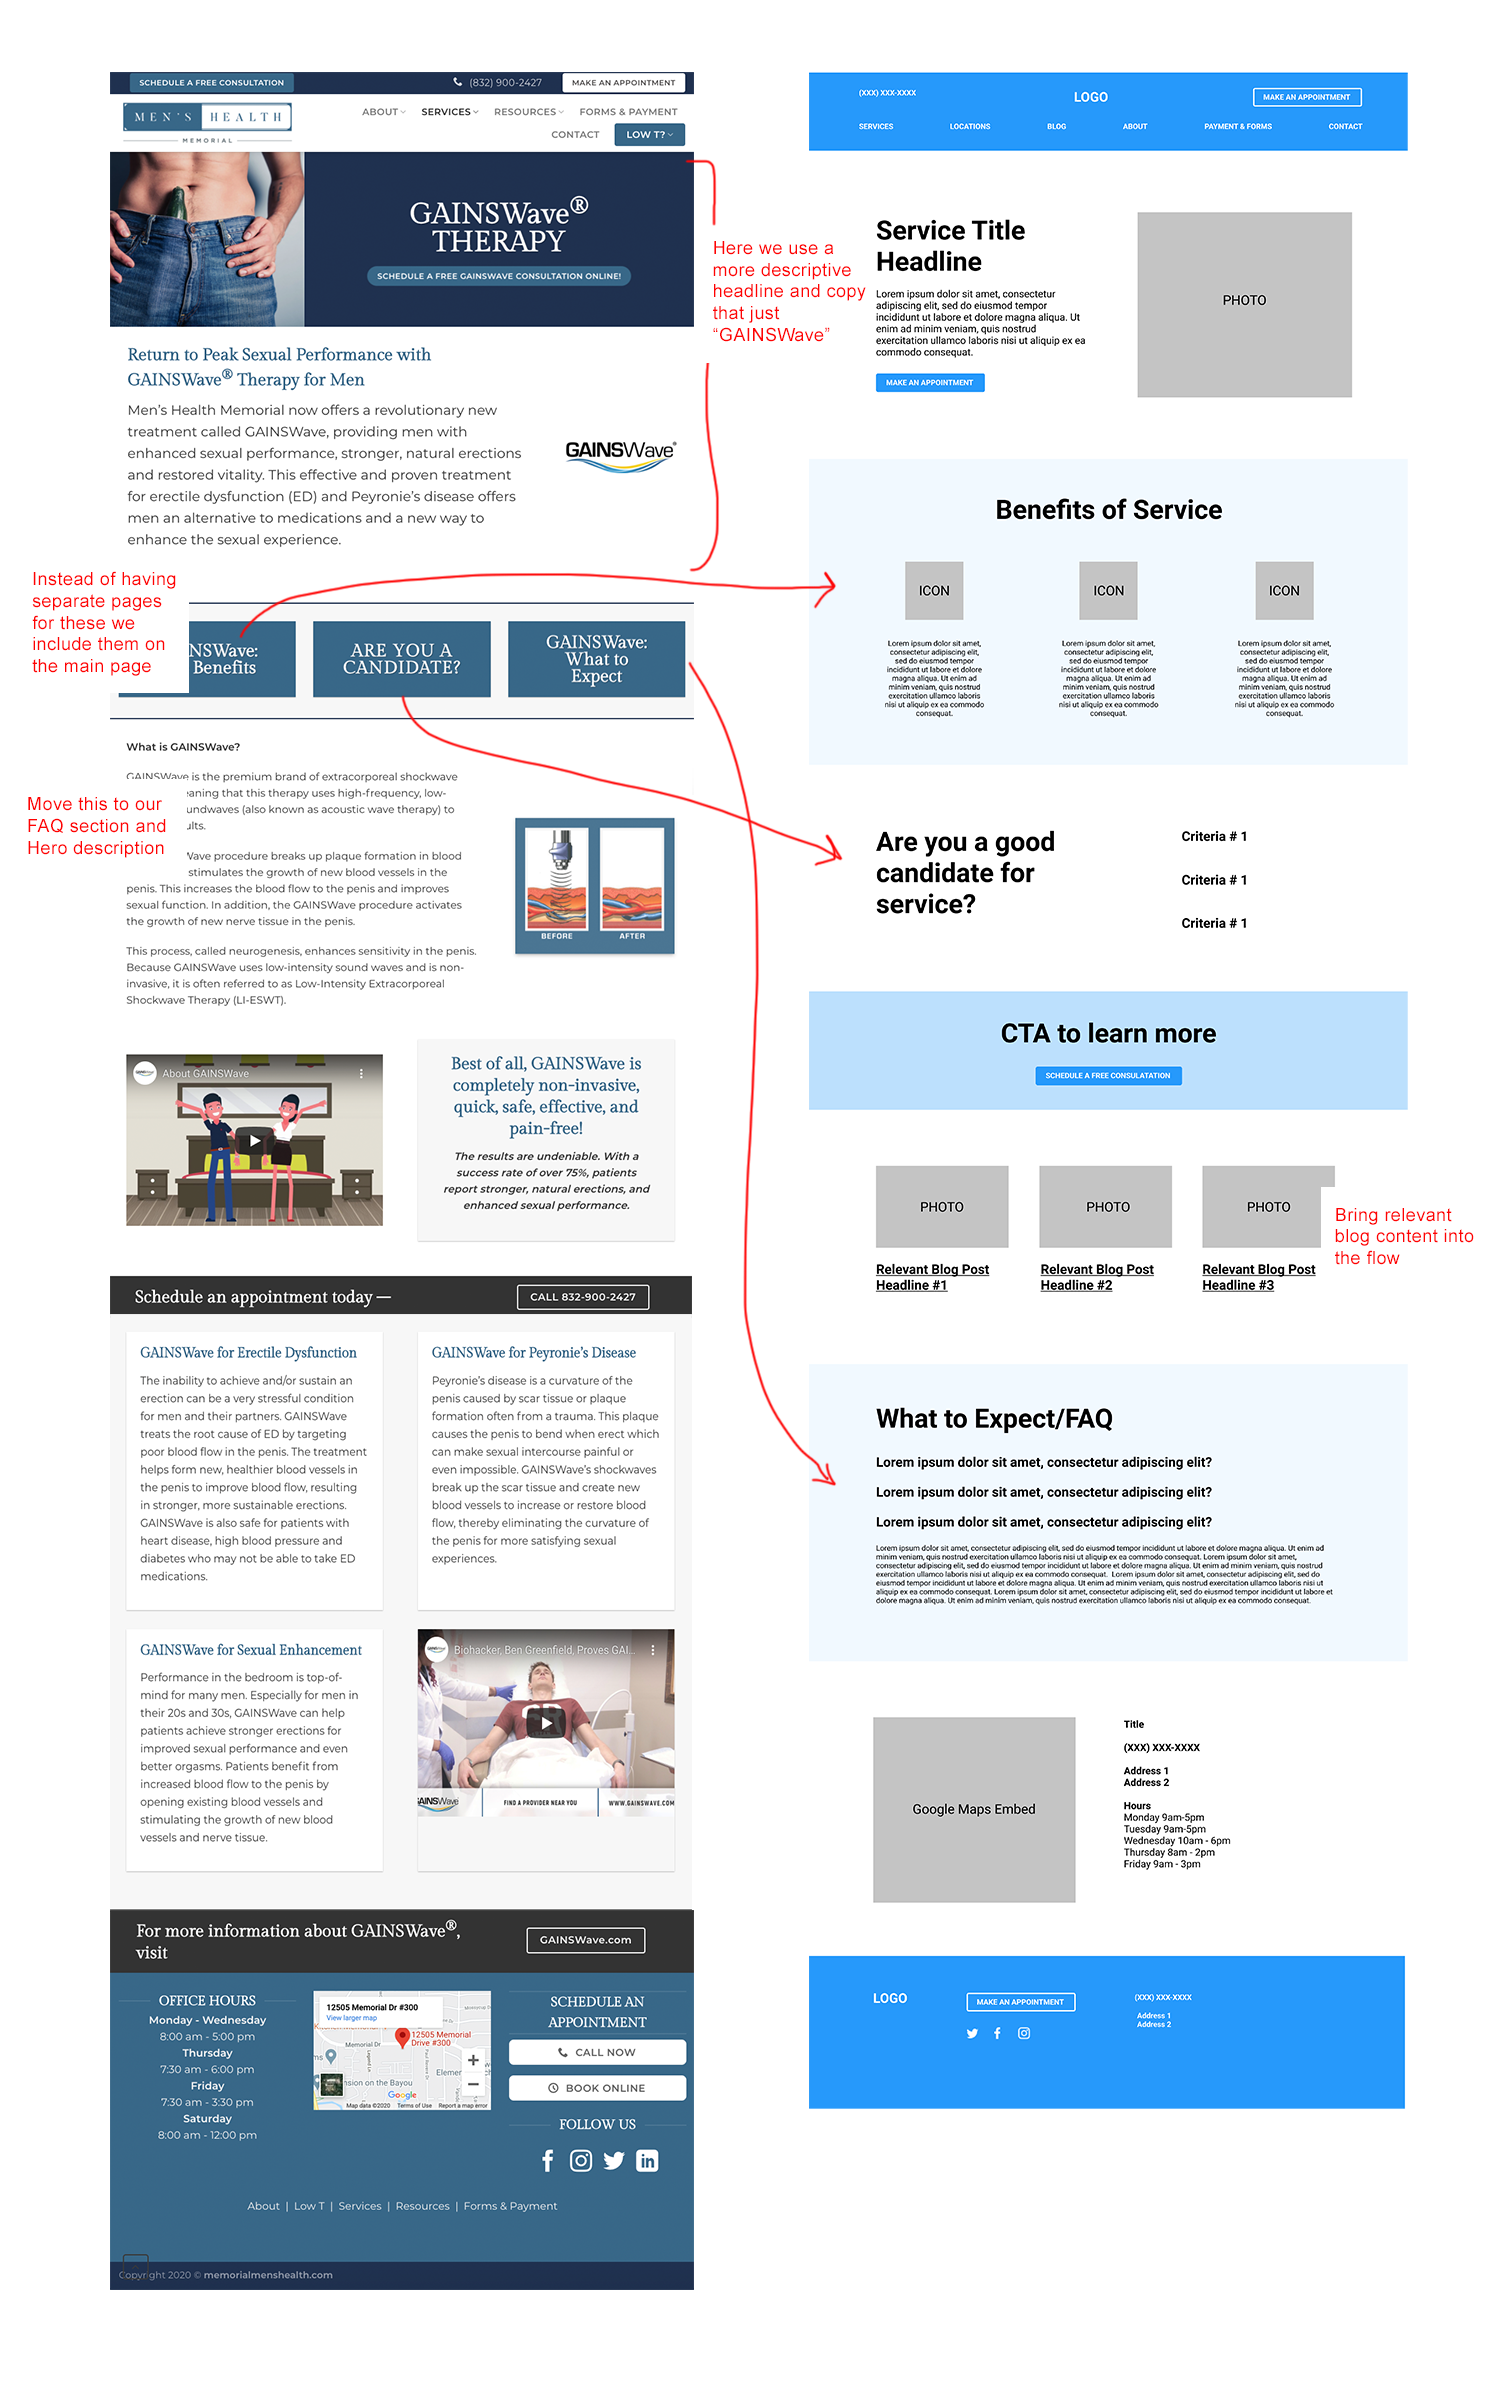 SCHEDULE A FREE CONSULTATION
(832) 900-2427
MAKE AN APPOINTMENT
MEN'S HEALTH
MEMORIAL
ABOUT
SERVICES
RESOURCES
FORMS & PAYMENT
CONTACT
LOW T?
GAINSWave®
THERAPY
SCHEDULE A FREE GAINSWAVE CONSULTATION ONLINE!
Return to Peak Sexual Performance with
GAINSWave® Therapy for Men
Men's Health Memorial now offers a revolutionary new
treatment called GAINSWave, providing men with
enhanced sexual performance, stronger, natural erections
and restored vitality. This effective and proven treatment
for erectile dysfunction (ED) and Peyronie's disease offers
men an alternative to medications and a new way to
enhance the sexual experience.
GAINSWave®
Here we use a
more descriptive
headline and copy
that just
“GAINSWave”
Instead of having
separate pages
for these we
include them on
the main page
NSWave:
Benefits
ARE YOU A
CANDIDATE?
GAINSWave:
What to
Expect
What is GAINSWave?
GAINSWave is the premium brand of extracorporeal shockwave
eaning that this therapy uses high-frequency, low-
undwaves (also known as acoustic wave therapy) to
ults.
Move this to our
FAQ section and
Hero description
Wave procedure breaks up plaque formation in blood
stimulates the growth of new blood vessels in the
penis. This increases the blood flow to the penis and improves
sexual function. In addition, the GAINSWave procedure activates
the growth of new nerve tissue in the penis.
This process, called neurogenesis, enhances sensitivity in the penis.
Because GAINSWave uses low-intensity sound waves and is non-
invasive, it is often referred to as Low-Intensity Extracorporeal
Shockwave Therapy (LI-ESWT).
BEFORE
AFTER
About GAINSWave
Best of all, GAINSWave is
completely non-invasive,
quick, safe, effective, and
pain-free!
The results are undeniable. With a
success rate of over 75%, patients
report stronger, natural erections, and
enhanced sexual performance.
Schedule an appointment today —
CALL 832-900-2427
GAINSWave for Erectile Dysfunction
The inability to achieve and/or sustain an
erection can be a very stressful condition
for men and their partners. GAINSWave
treats the root cause of ED by targeting
poor blood flow in the penis. The treatment
helps form new, healthier blood vessels in
the penis to improve blood flow, resulting
in stronger, more sustainable erections.
GAINSWave is also safe for patients with
heart disease, high blood pressure and
diabetes who may not be able to take ED
medications.
GAINSWave for Peyronie's Disease
Peyronie's disease is a curvature of the
penis caused by scar tissue or plaque
formation often from a trauma. This plaque
causes the penis to bend when erect which
can make sexual intercourse painful or
even impossible. GAINSWave's shockwaves
break up the scar tissue and create new
blood vessels to increase or restore blood
flow, thereby eliminating the curvature of
the penis for more satisfying sexual
experiences.
GAINSWave for Sexual Enhancement
Performance in the bedroom is top-of-
mind for many men. Especially for men in
their 20s and 30s, GAINSWave can help
patients achieve stronger erections for
improved sexual performance and even
better orgasms. Patients benefit from
increased blood flow to the penis by
opening existing blood vessels and
stimulating the growth of new blood
vessels and nerve tissue.
Biohacker, Ben Greenfield, Proves GAI...
GAINSWave
FIND A PROVIDER NEAR YOU
WWW.GAINSWAVE.COM
For more information about GAINSWave®,
visit
GAINSWave.com
OFFICE HOURS
Monday - Wednesday
8:00 am - 5:00 pm
Thursday
7:30 am - 6:00 pm
Friday
7:30 am - 3:30 pm
Saturday
8:00 am - 12:00 pm
12505 Memorial Dr #300
View larger map
12505 Memorial
Drive #300
Memorial Dr
nsion on the Bayou
Elemen
Google
Map data ©2020
Terms of Use
Report a map error
SCHEDULE AN
APPOINTMENT
CALL NOW
BOOK ONLINE
FOLLOW US
About | Low T | Services | Resources | Forms & Payment
Copyright 2020 © memorialmenshealth.com
(XXX) XXX-XXXX
LOGO
MAKE AN APPOINTMENT
SERVICES
LOCATIONS
BLOG
ABOUT
PAYMENT & FORMS
CONTACT
Service Title
Headline
Lorem ipsum dolor sit amet, consectetur
adipiscing elit, sed do eiusmod tempor
incididunt ut labore et dolore magna aliqua. Ut
enim ad minim veniam, quis nostrud
exercitation ullamco laboris nisi ut aliquip ex ea
commodo consequat.
MAKE AN APPOINTMENT
PHOTO
Benefits of Service
ICON
Lorem ipsum dolor sit amet,
consectetur adipiscing elit,
sed do eiusmod tempor
incididunt ut labore et dolore
magna aliqua. Ut enim ad
minim veniam, quis nostrud
exercitation ullamco laboris
nisi ut aliquip ex ea commodo
consequat.
ICON
Lorem ipsum dolor sit amet,
consectetur adipiscing elit,
sed do eiusmod tempor
incididunt ut labore et dolore
magna aliqua. Ut enim ad
minim veniam, quis nostrud
exercitation ullamco laboris
nisi ut aliquip ex ea commodo
consequat.
ICON
Lorem ipsum dolor sit amet,
consectetur adipiscing elit,
sed do eiusmod tempor
incididunt ut labore et dolore
magna aliqua. Ut enim ad
minim veniam, quis nostrud
exercitation ullamco laboris
nisi ut aliquip ex ea commodo
consequat.
Are you a good
candidate for
service?
Criteria # 1
Criteria # 1
Criteria # 1
CTA to learn more
SCHEDULE A FREE CONSULATATION
PHOTO
Relevant Blog Post
Headline #1
PHOTO
Relevant Blog Post
Headline #2
PHOTO
Relevant Blog Post
Headline #3
Bring relevant
blog content into
the flow
What to Expect/FAQ
Lorem ipsum dolor sit amet, consectetur adipiscing elit?
Lorem ipsum dolor sit amet, consectetur adipiscing elit?
Lorem ipsum dolor sit amet, consectetur adipiscing elit?
Lorem ipsum dolor sit amet, consectetur adipiscing elit, sed do eiusmod tempor incididunt ut labore et dolore magna aliqua. Ut enim ad
minim veniam, quis nostrud exercitation ullamco laboris nisi ut aliquip ex ea commodo consequat. Lorem ipsum dolor sit amet,
consectetur adipiscing elit, sed do eiusmod tempor incididunt ut labore et dolore magna aliqua. Ut enim ad minim veniam, quis nostrud
exercitation ullamco laboris nisi ut aliquip ex ea commodo consequat. Lorem ipsum dolor sit amet, consectetur adipiscing elit, sed do
eiusmod tempor incididunt ut labore et dolore magna aliqua. Ut enim ad minim veniam, quis nostrud exercitation ullamco laboris nisi ut
aliquip ex ea commodo consequat. Lorem ipsum dolor sit amet, consectetur adipiscing elit, sed do eiusmod tempor incididunt ut labore et
dolore magna aliqua. Ut enim ad minim veniam, quis nostrud exercitation ullamco laboris nisi ut aliquip ex ea commodo consequat.
Google Maps Embed
Title
(XXX) XXX-XXXX
Address 1
Address 2
Hours
Monday 9am-5pm
Tuesday 9am-5pm
Wednesday 10am - 6pm
Thursday 8am - 2pm
Friday 9am - 3pm
LOGO
MAKE AN APPOINTMENT
(XXX) XXX-XXXX
Address 1
Address 2